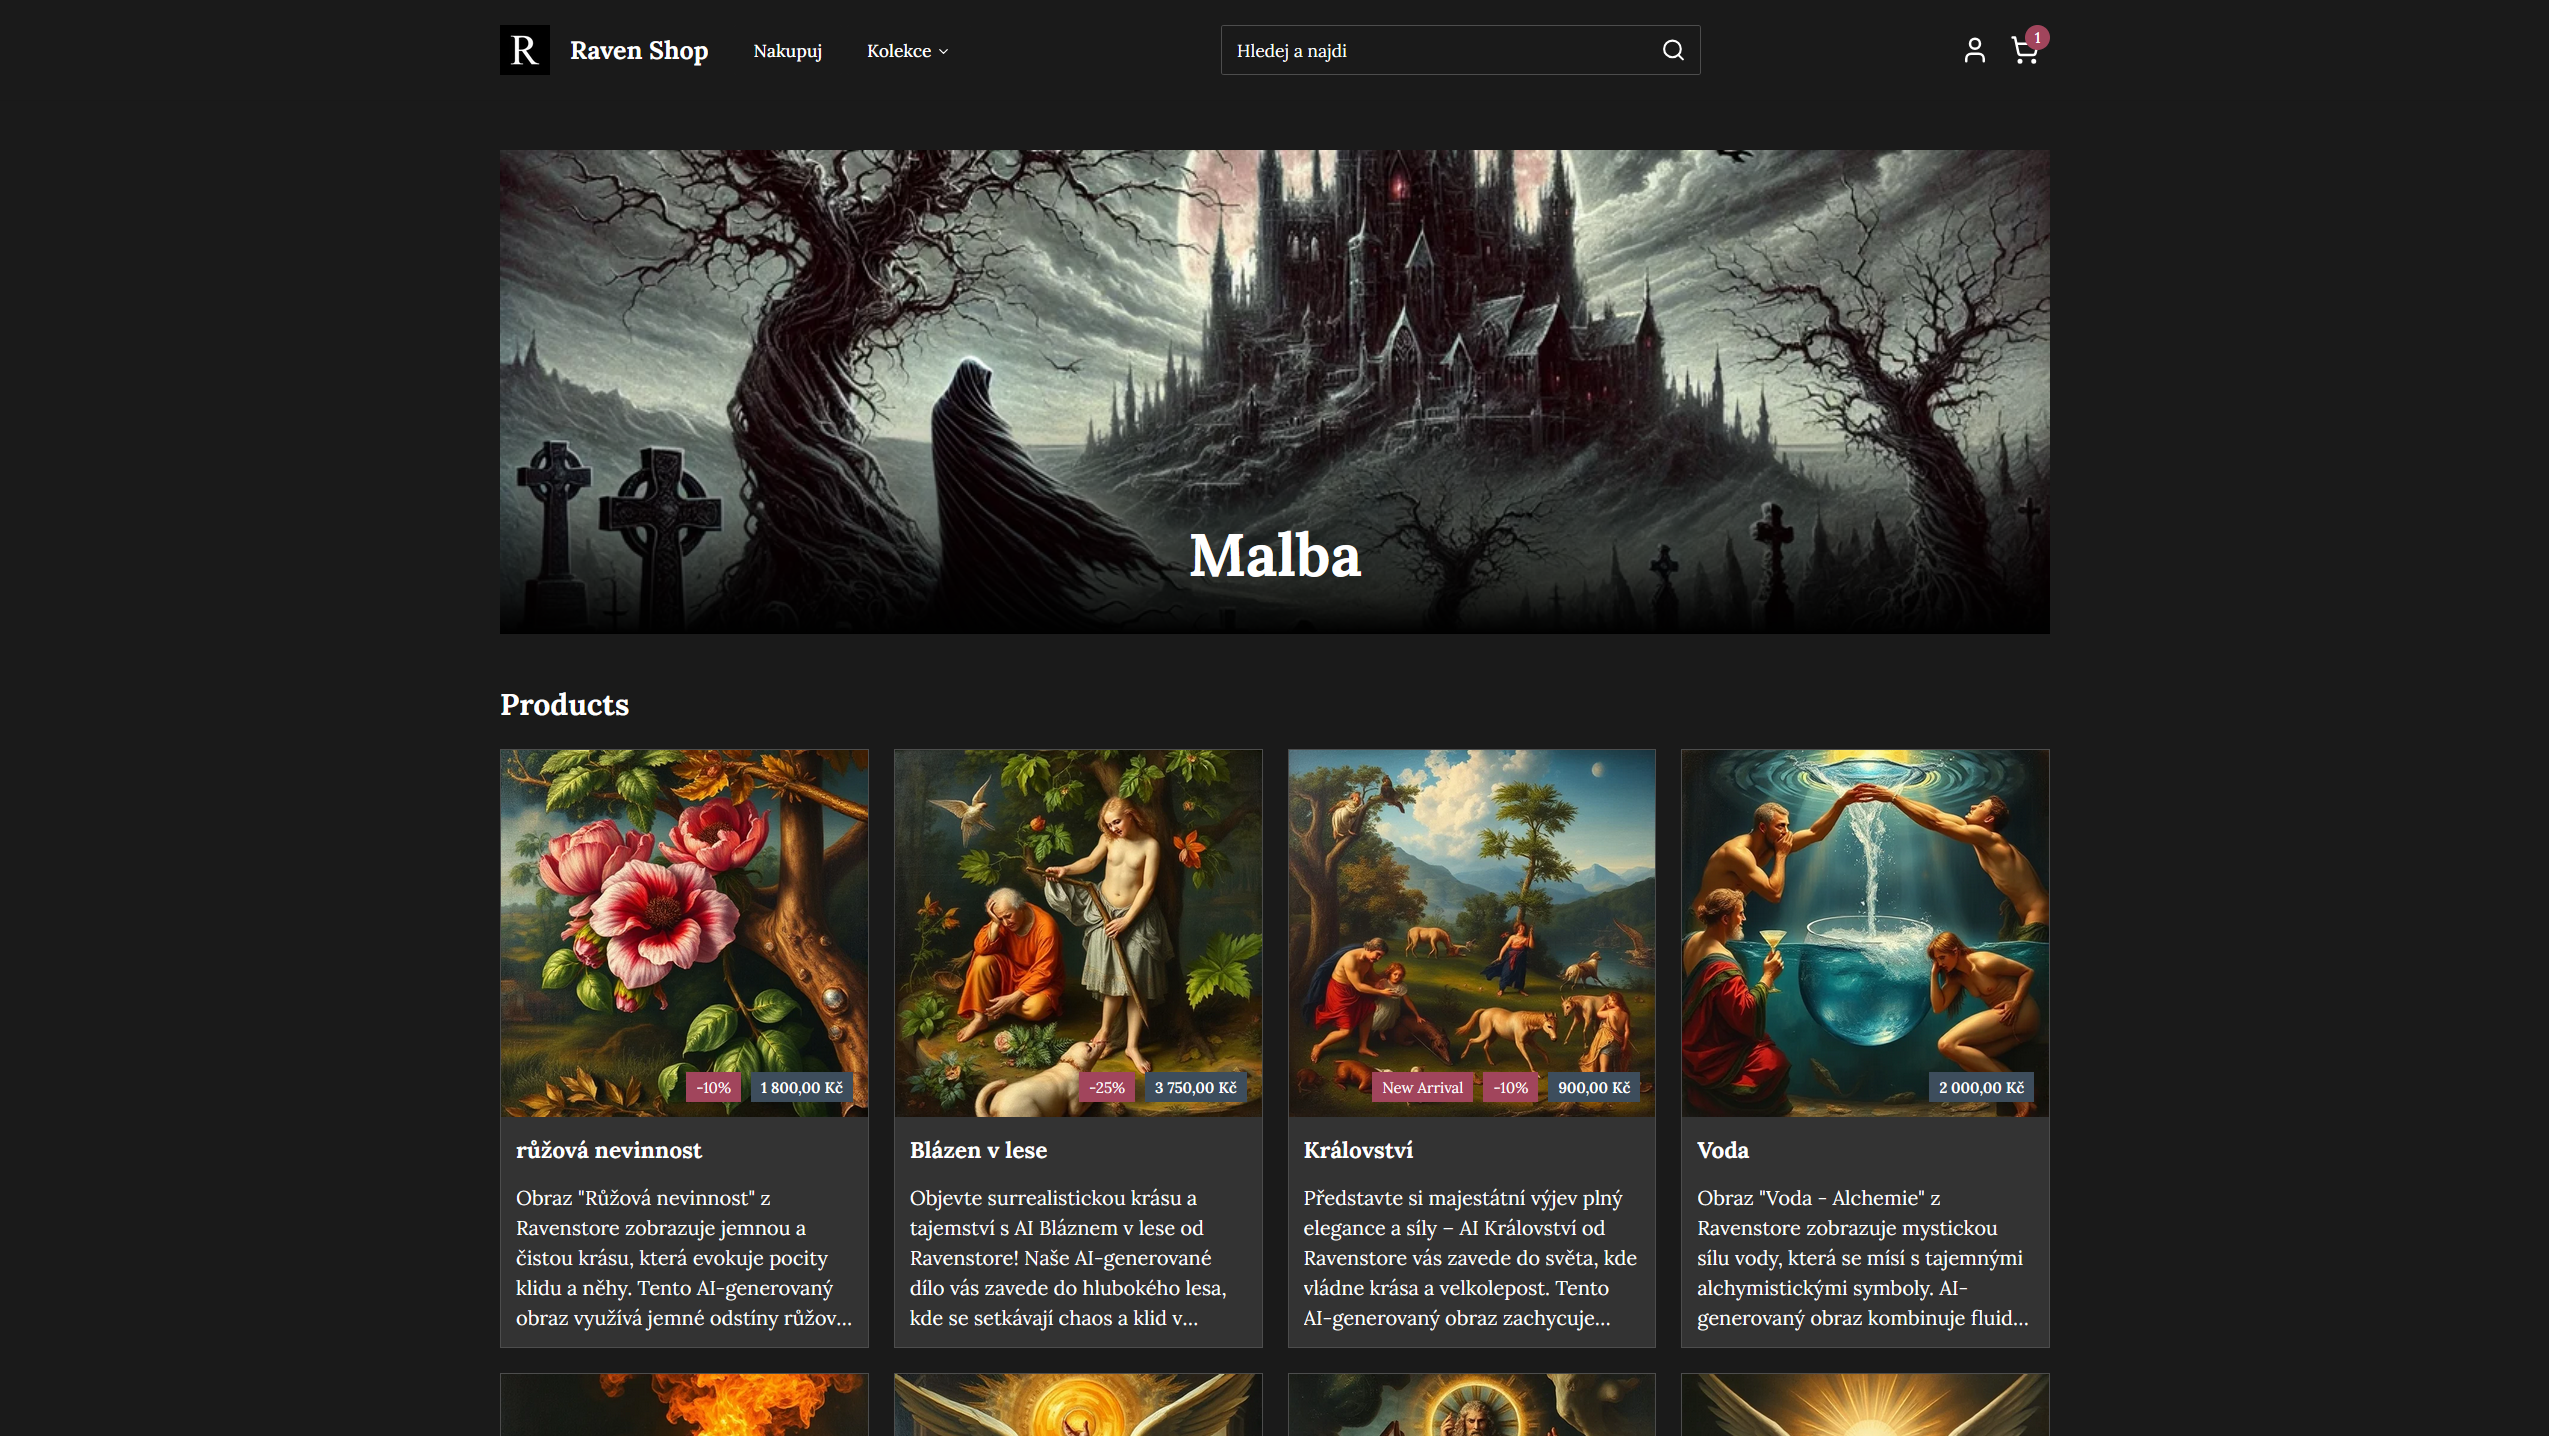 R
Raven Shop
Nakupuj
Kolekce
Hledej a najdi
1
Malba
Products
-10%
1 800,00 Kč
-25%
3 750,00 Kč
New Arrival
-10%
900,00 Kč
2 000,00 Kč
růžová nevinnost
Obraz "Růžová nevinnost" z
Ravenstore zobrazuje jemnou a
čistou krásu, která evokuje pocity
klidu a něhy. Tento AI-generovaný
obraz využívá jemné odstíny růžov...
Blázen v lese
Objevte surrealistickou krásu a
tajemství s AI Bláznem v lese od
Ravenstore! Naše AI-generované
dílo vás zavede do hlubokého lesa,
kde se setkávají chaos a klid v...
Království
Představte si majestátní výjev plný
elegance a síly – AI Království od
Ravenstore vás zavede do světa, kde
vládne krása a velkolepost. Tento
AI-generovaný obraz zachycuje...
Voda
Obraz "Voda - Alchemie" z
Ravenstore zobrazuje mystickou
sílu vody, která se mísí s tajemnými
alchymistickými symboly. AI-
generovaný obraz kombinuje fluid...